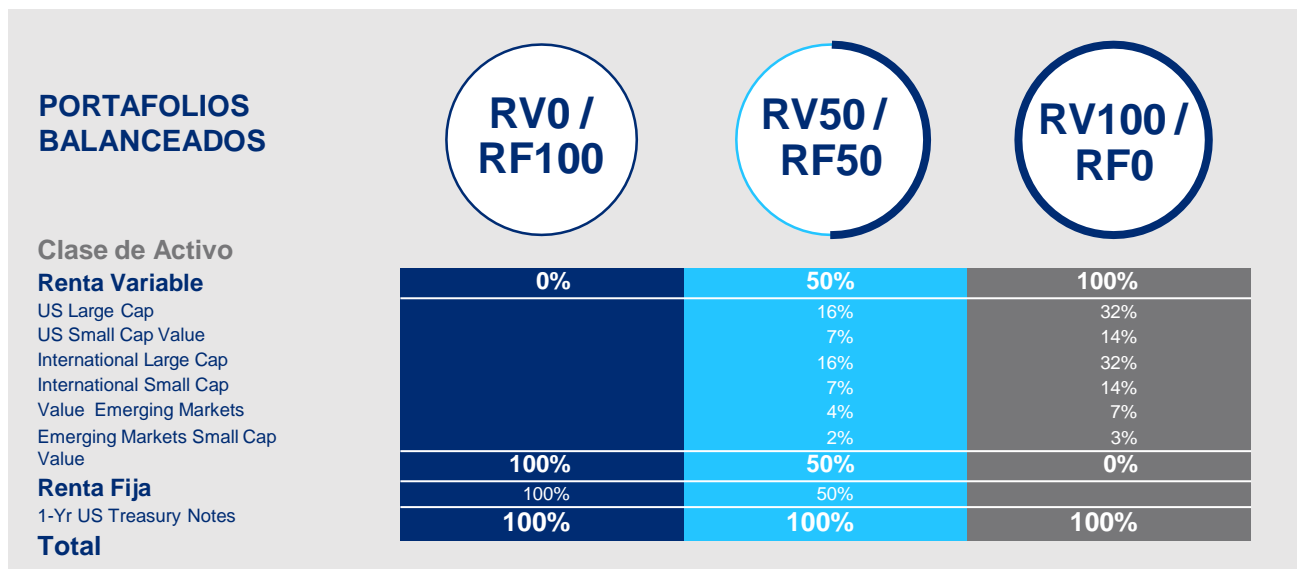 PORTAFOLIOS
BALANCEADOS
RV0 /
RF100
RV50 /
RF50
RV100 /
RF0
Clase de Activo
Renta Variable 0% 50% 100%
US Large Cap 16% 32%
US Small Cap Value 7% 14%
International Large Cap 16% 32%
International Small Cap 7% 14%
Value Emerging Markets 4% 7%
Emerging Markets Small Cap 2% 3%
Value
100% 50% 0%
Renta Fija
100% 50%
1-Yr US Treasury Notes
100% 100% 100%
Total